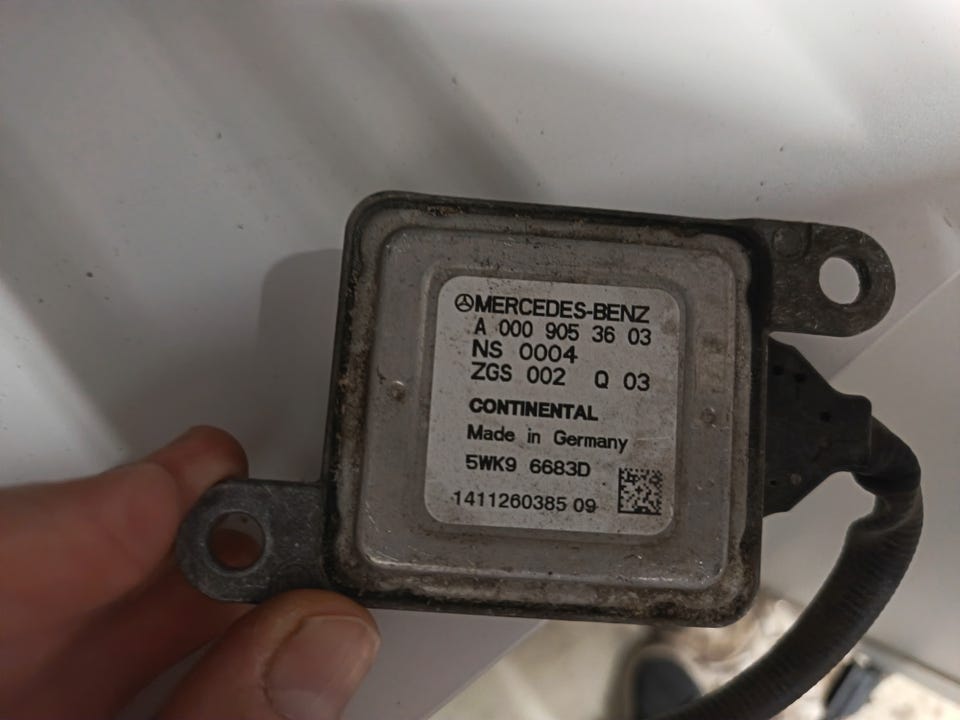 MERCEDES-BENZ
A 000 905 36 03
NS 0004
ZGS 002 Q 03
CONTINENTAL
Made in Germany
5WK9 6683D
1411260385 09